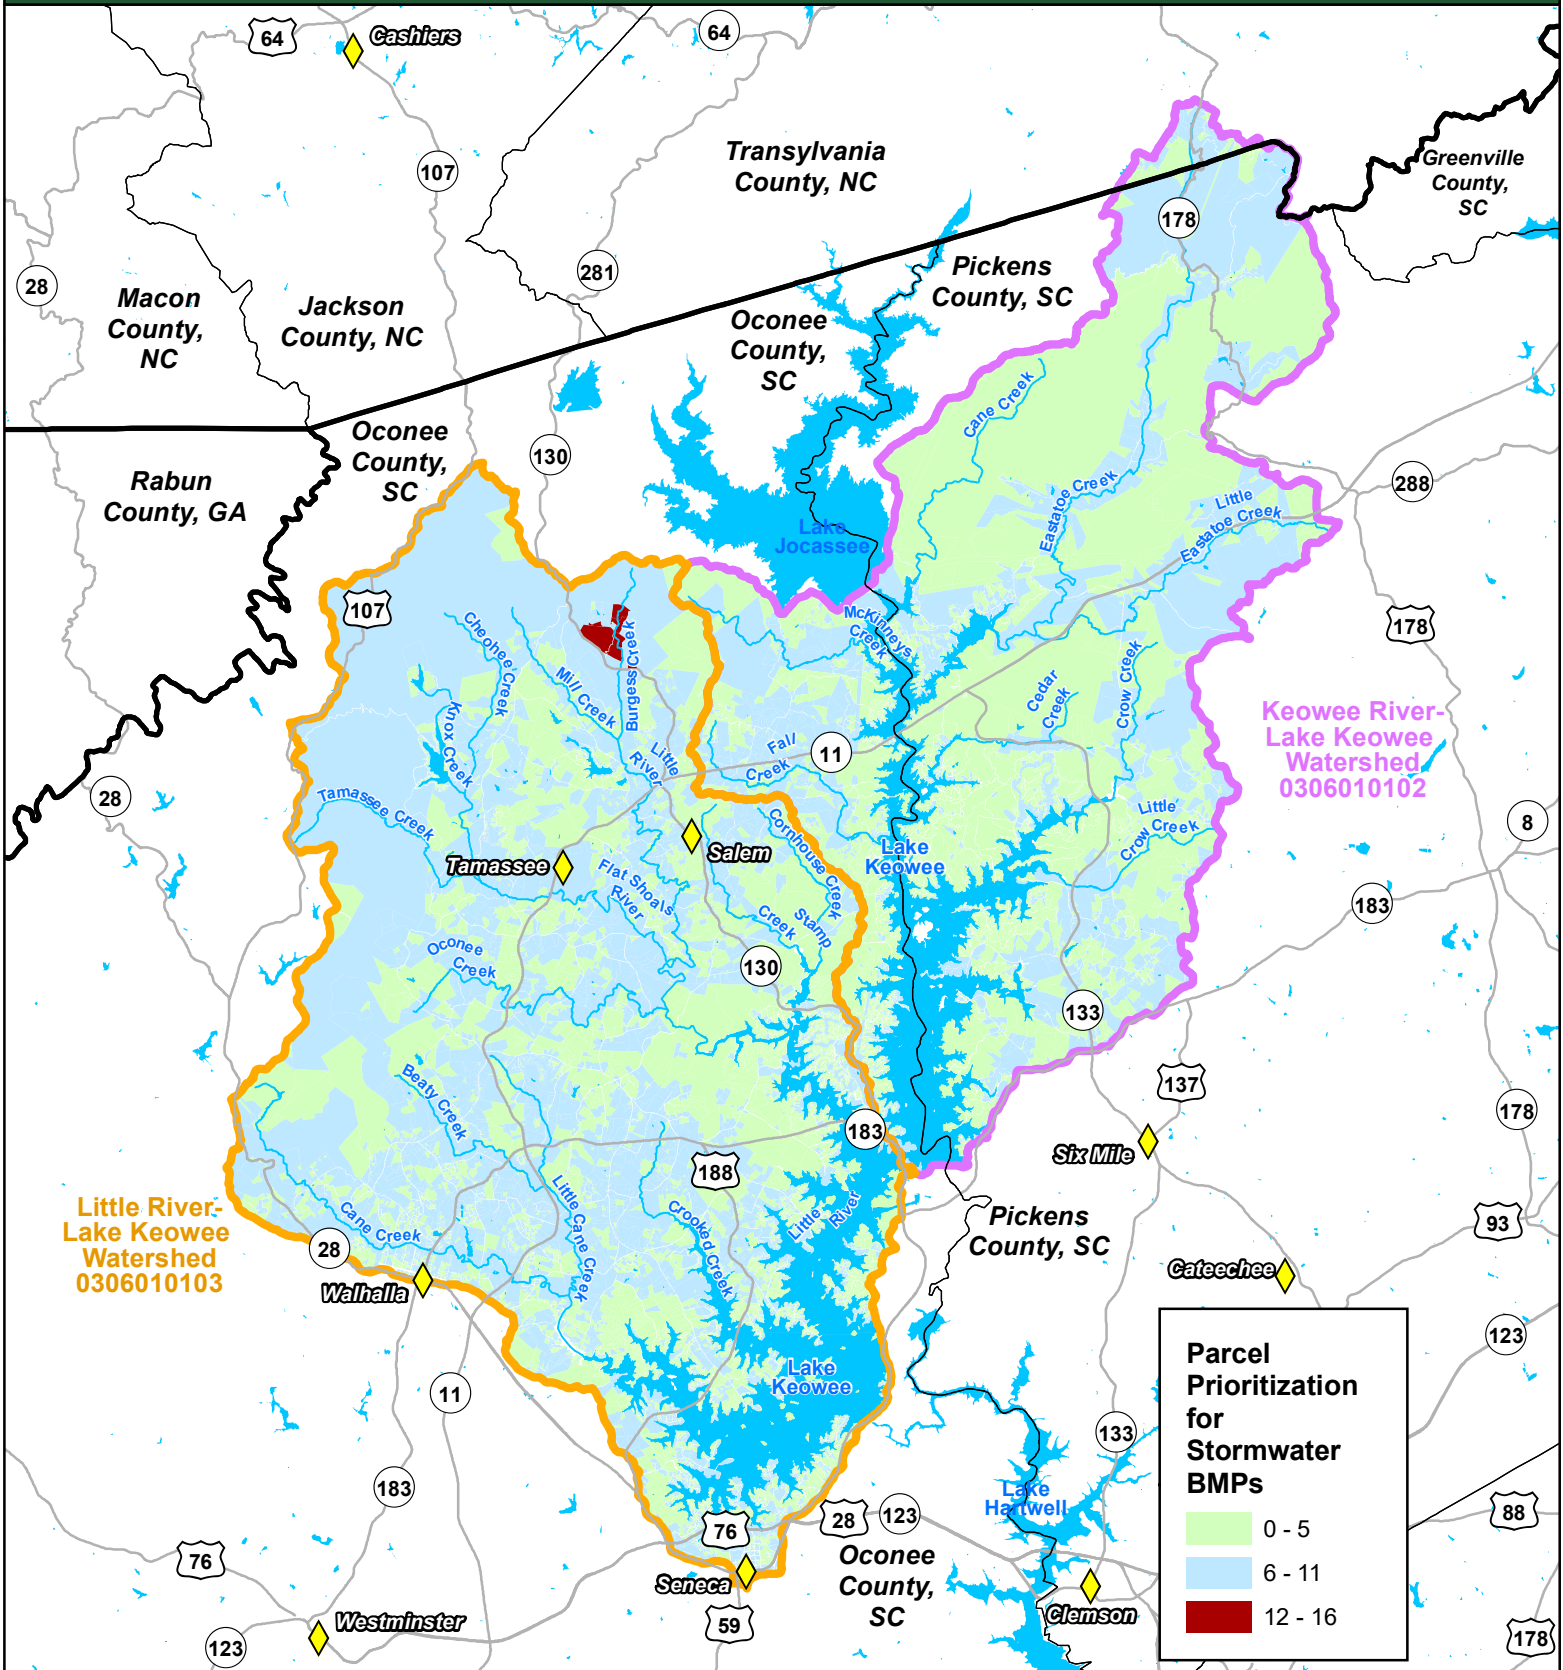 64
Cashiers
64
107
Transylvania
County, NC
Greenville
County,
SC
178
28
281
Macon
County,
NC
Jackson
County, NC
Pickens
County, SC
Oconee
County,
SC
Cane Creek
Oconee
County,
SC
130
Rabun
County, GA
288
Eastatoe Creek
Little
Eastatoe Creek
Lake
Jocassee
107
McKinneys
Creek
178
Cheohee Creek
Mill Creek
Burgess Creek
Knox Creek
Cedar
Creek
Crow Creek
Keowee River-
Lake Keowee
Watershed
0306010102
Little
River
Fall
Creek
11
28
Tamassee Creek
Little
Crow Creek
8
Salem
Tamassee
Cornhouse Creek
Lake
Keowee
Flat Shoals
River
183
Stamp
Creek
Oconee
Creek
130
133
137
178
Beaty Creek
183
Six Mile
188
Little River-
Lake Keowee
Watershed
0306010103
Cane Creek
Little Cane Creek
Crooked Creek
Little
River
Pickens
County, SC
93
28
Walhalla
Cateechee
123
Lake
Keowee
11
133
183
Lake
Hartwell
76
28
123
88
76
Oconee
County,
SC
Seneca
Clemson
59
Westminster
123
178
Parcel
Prioritization
for
Stormwater
BMPs
0 - 5
6 - 11
12 - 16